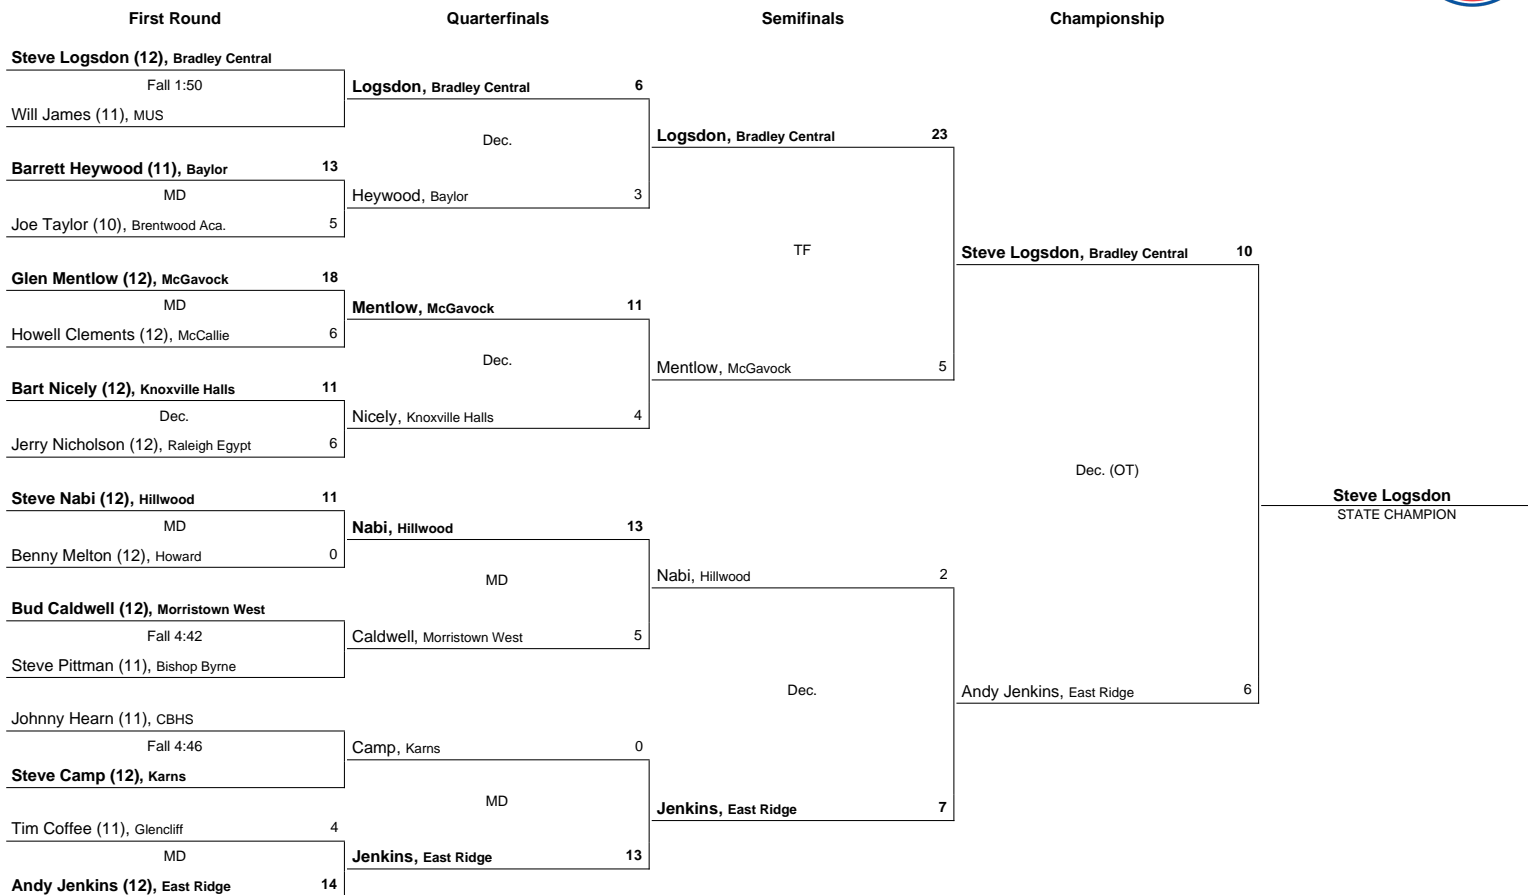 First Round Quarterfinals Semifinals Championship
Steve Logsdon (12), Bradley Central
Fall 1:50
Will James (11), MUS
Barrett Heywood (11), Baylor 13
MD
Joe Taylor (10), Brentwood Aca. 5
Glen Mentlow (12), McGavock 18
MD
Howell Clements (12), McCallie 6
Bart Nicely (12), Knoxville Halls 11
Dec.
Jerry Nicholson (12), Raleigh Egypt 6
Steve Nabi (12), Hillwood 11
MD
Benny Melton (12), Howard 0
Bud Caldwell (12), Morristown West
Fall 4:42
Steve Pittman (11), Bishop Byrne
Johnny Hearn (11), CBHS
Fall 4:46
Steve Camp (12), Karns
Tim Coffee (11), Glencliff 4
MD
Andy Jenkins (12), East Ridge 14
Logsdon, Bradley Central 6
Dec.
Heywood, Baylor 3
Mentlow, McGavock 11
Dec.
Nicely, Knoxville Halls 4
Nabi, Hillwood 13
MD
Caldwell, Morristown West 5
Camp, Karns 0
MD
Jenkins, East Ridge 13
Logsdon, Bradley Central 23
TF
Mentlow, McGavock 5
Nabi, Hillwood 2
Dec.
Jenkins, East Ridge 7
Steve Logsdon, Bradley Central 10
Dec. (OT)
Andy Jenkins, East Ridge 6
Steve Logsdon
STATE CHAMPION